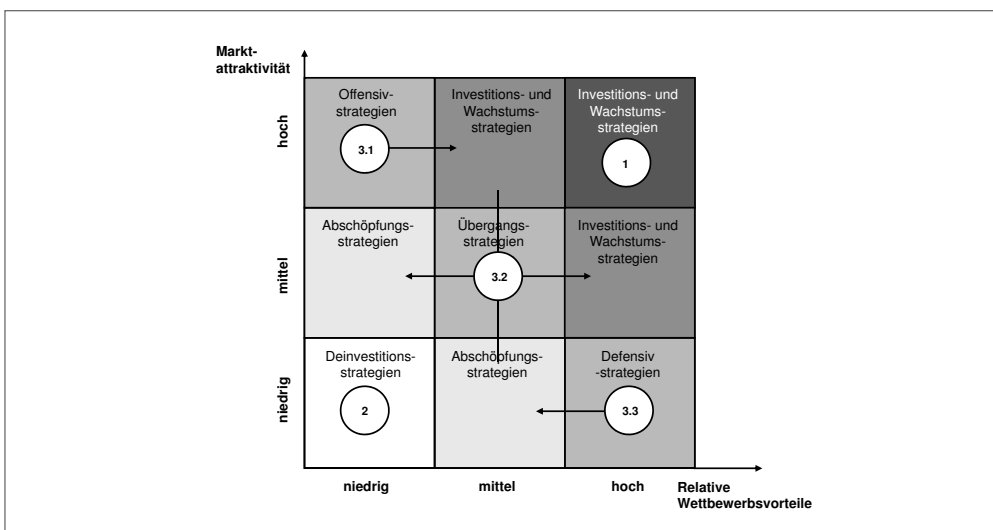 Markt-
attraktivität
hoch
Offensiv-
strategien
3.1
Investitions- und
Wachstums-
strategien
Investitions- und
Wachstums-
strategien
1
mittel
Abschöpfungs-
strategien
Übergangs-
strategien
3.2
Investitions- und
Wachstums-
strategien
niedrig
Deinvestitions-
strategien
2
Abschöpfungs-
strategien
Defensiv
-strategien
3.3
niedrig
mittel
hoch
Relative
Wettbewerbsvorteile